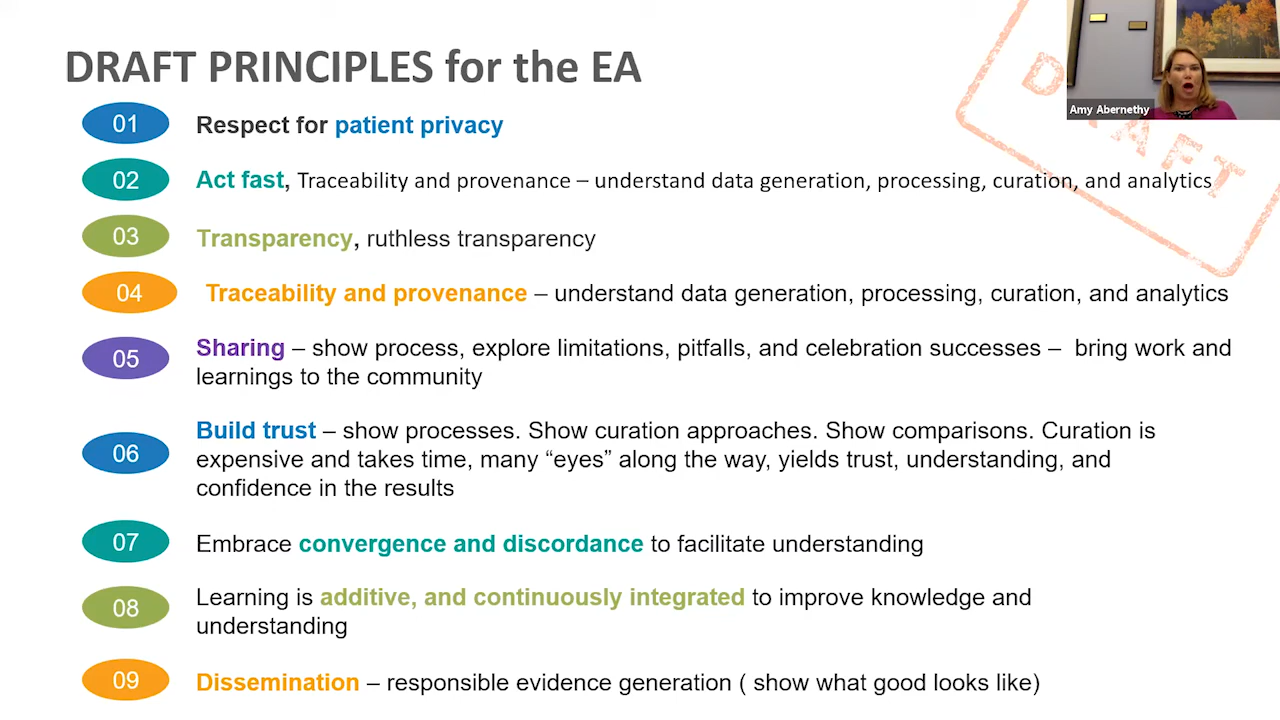 DRAFT PRINCIPLES for the EA
Amy Abernethy
DRAFT
01 Respect for patient privacy
02 Act fast, Traceability and provenance – understand data generation, processing, curation, and analytics
03 Transparency, ruthless transparency
04 Traceability and provenance – understand data generation, processing, curation, and analytics
05 Sharing – show process, explore limitations, pitfalls, and celebration successes – bring work and
learnings to the community
06 Build trust – show processes. Show curation approaches. Show comparisons. Curation is
expensive and takes time, many “eyes” along the way, yields trust, understanding, and
confidence in the results
07 Embrace convergence and discordance to facilitate understanding
08 Learning is additive, and continuously integrated to improve knowledge and
understanding
09 Dissemination – responsible evidence generation ( show what good looks like)